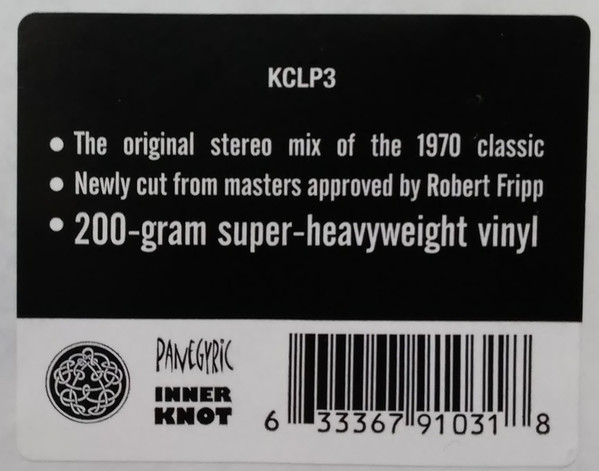 KCLP3
• The original stereo mix of the 1970 classic
• Newly cut from masters approved by Robert Fripp
• 200-gram super-heavyweight vinyl
PANEGYRIC
INNER
KNOT
6 33367 91031 8